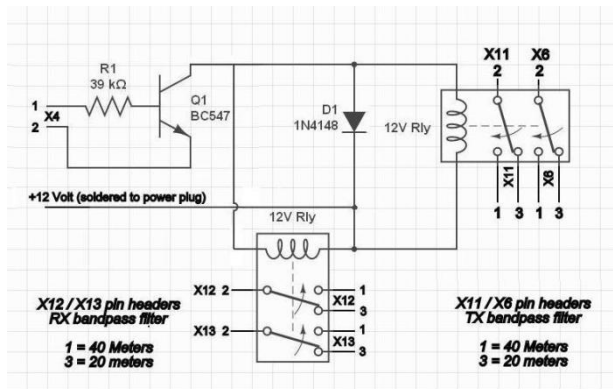 R1
39 kΩ
1
X4
2
Q1
BC547
D1
1N4148
12V Rly
X11 X6
2 2
X11 X6
1 3 1 3
+12 Volt (soldered to power plug)
12V Rly
X12 2
1
X12
3
X13 2
1
X13
3
X12 / X13 pin headers
RX bandpass filter
1 = 40 Meters
3 = 20 meters
X11 / X6 pin headers
TX bandpass filter
1 = 40 Meters
3 = 20 meters